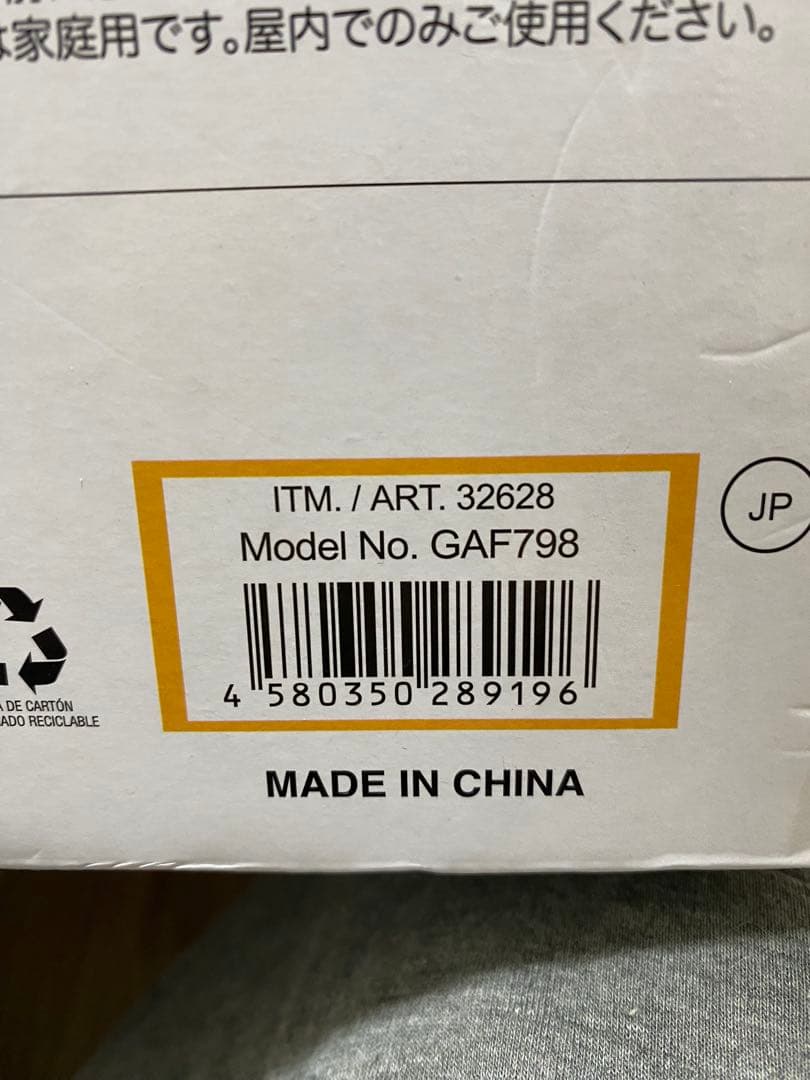 は家庭用です。屋内でのみご使用ください。
ITM. / ART. 32628
Model No. GAF798
JP
4 580350 289196
DE CARTÓN
RECICLABLE
MADE IN CHINA